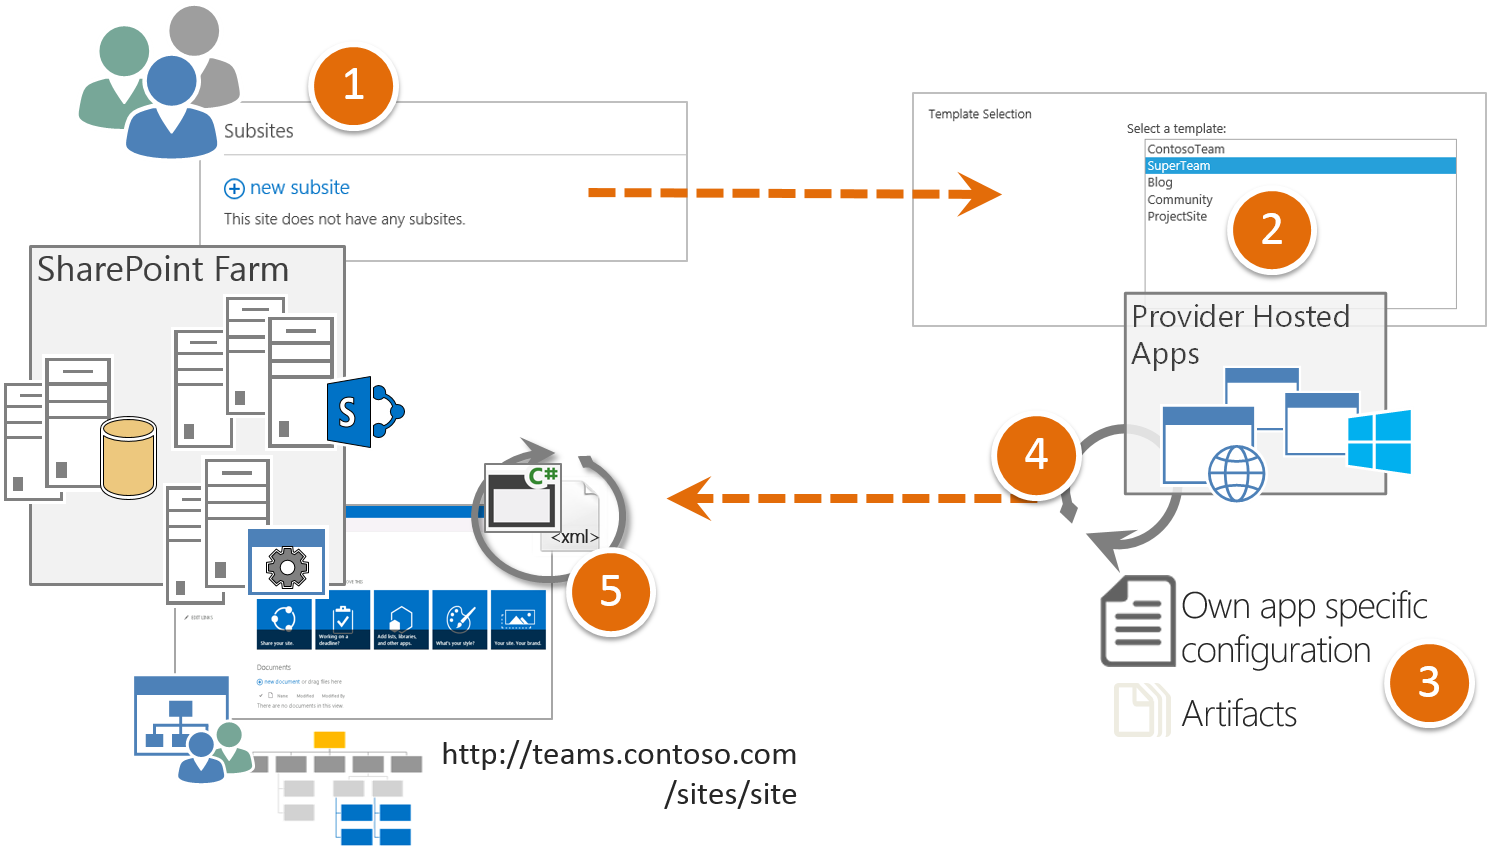 1
Subsites
new subsite
This site does not have any subsites.
Template Selection
Select a template:
ContosoTeam
SuperTeam
Blog
Community
ProjectSite
2
SharePoint Farm
S
Provider Hosted
Apps
4
C#
<xml>
5
Own app specific
configuration
3
Artifacts
EDIT LINKS
Share your site.
Working on a
deadline?
Add lists, libraries,
and other apps.
What's your style?
Your site. Your brand.
Documents
new document or drag files here
Name Modified Modified By
There are no documents in this view.
http://teams.contoso.com
/sites/site